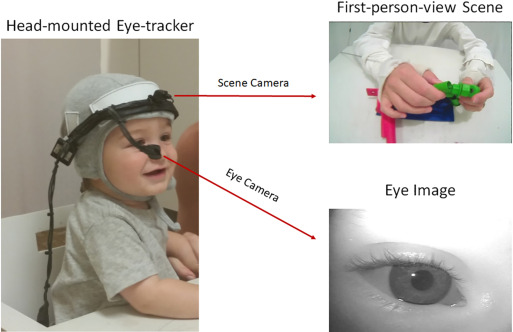 Head-mounted Eye-tracker
First-person-view Scene
Scene Camera
Eye Camera
Eye Image